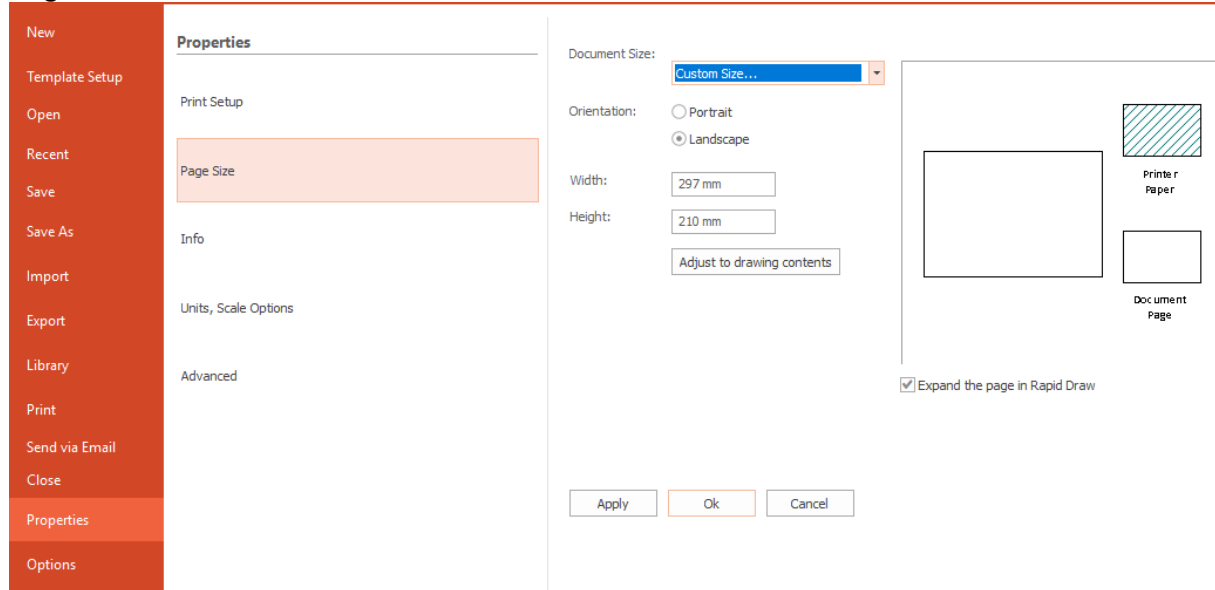 New
Template Setup
Open
Recent
Save
Save As
Import
Export
Library
Print
Send via Email
Close
Properties
Options
Properties
Print Setup
Page Size
Info
Units, Scale Options
Advanced
Document Size:
Custom Size...
Orientation:
Portrait
Landscape
Width:
297 mm
Height:
210 mm
Adjust to drawing contents
Printer
Paper
Document
Page
Expand the page in Rapid Draw
Apply
Ok
Cancel